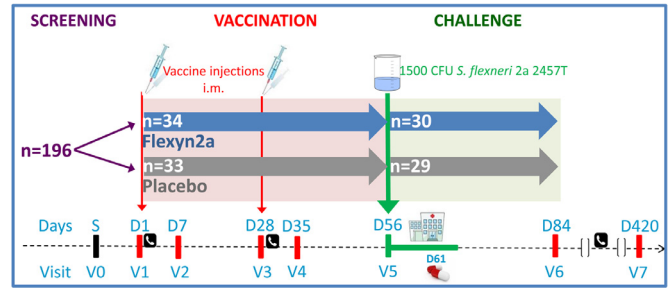 SCREENING VACCINATION CHALLENGE
Vaccine injections
i.m.
1500 CFU S. flexneri 2a 2457T
n=34 n=30
Flexyn2a
n=196
n=33 n=29
Placebo
Days S D1 D7 D28 D35 D56 D84 D420
D61
Visit V0 V1 V2 V3 V4 V5 V6 V7